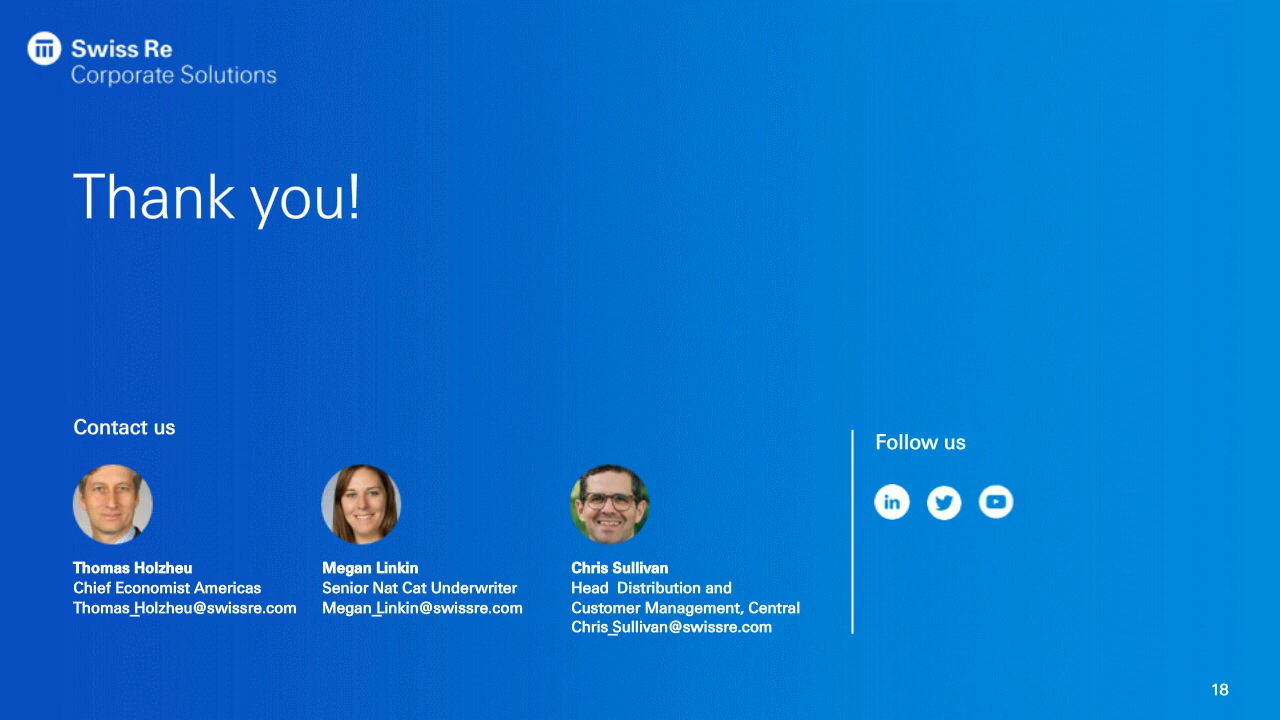 Swiss Re
Corporate Solutions
Thank you!
Contact us
Thomas Holzheu
Chief Economist Americas
Thomas_Holzheu@swissre.com
Megan Linkin
Senior Nat Cat Underwriter
Megan_Linkin@swissre.com
Chris Sullivan
Head  Distribution and
Customer Management, Central
Chris_Sullivan@swissre.com
Follow us
in
18